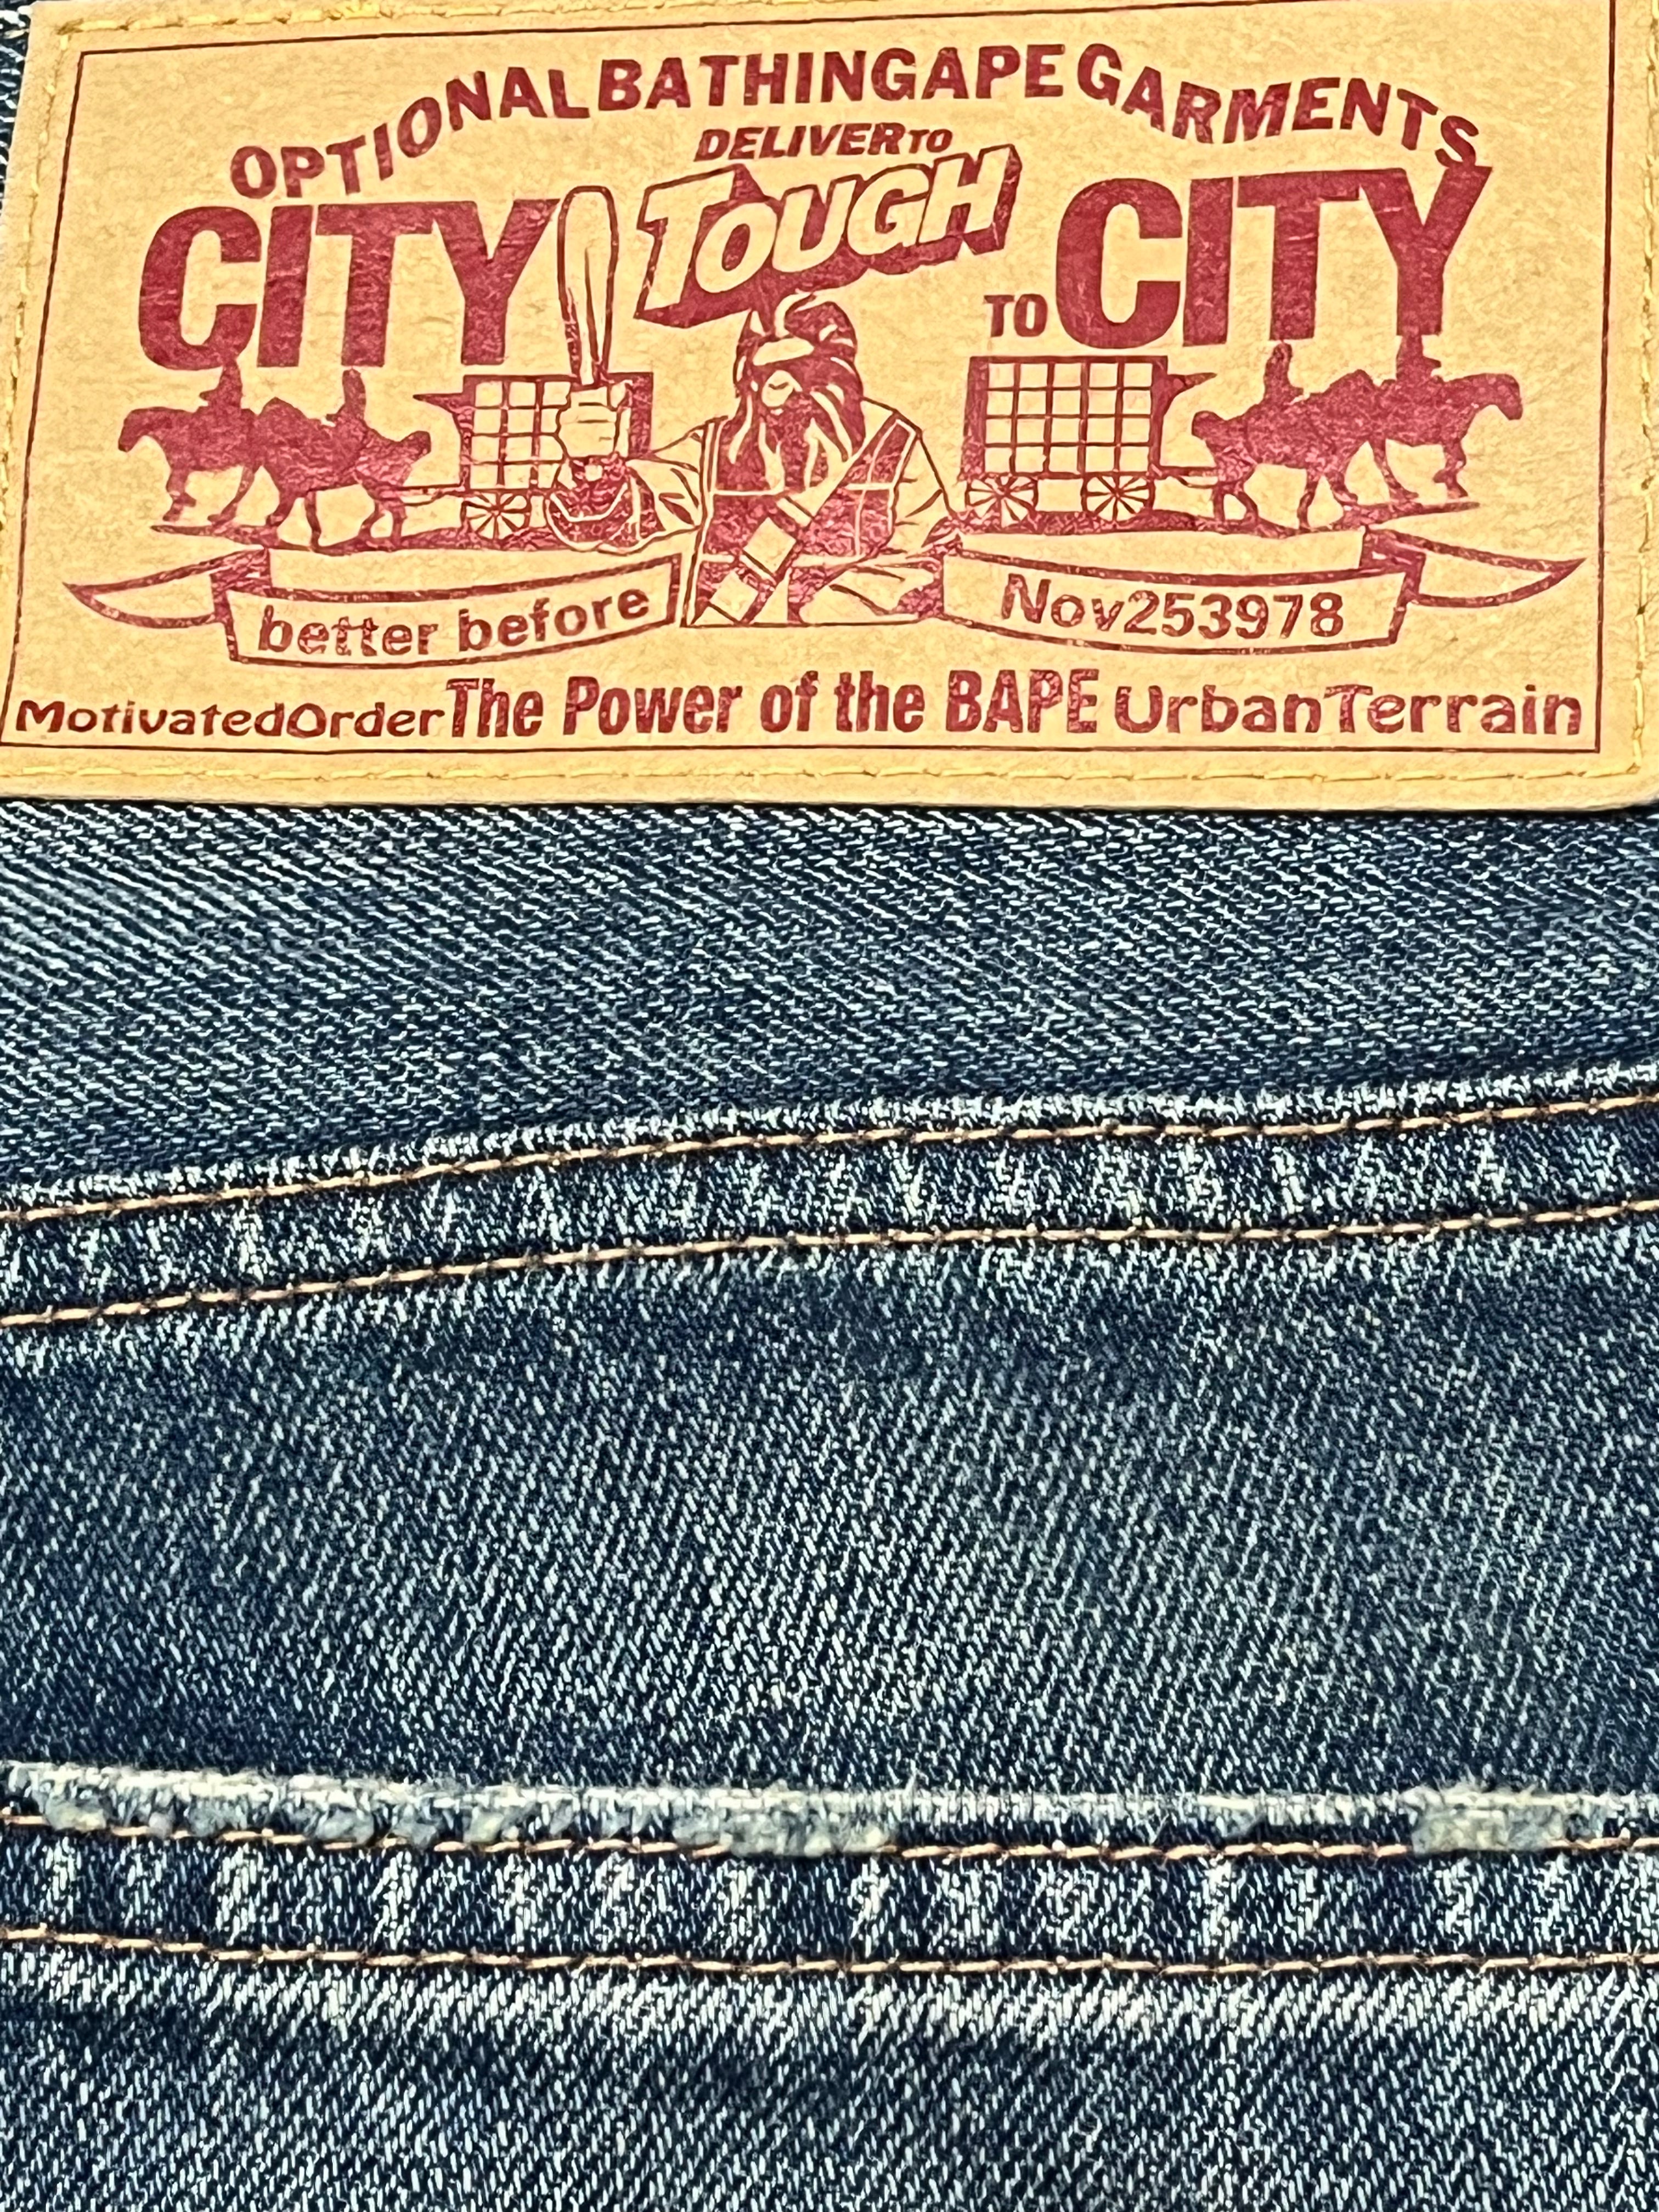 OPTIONAL BATHINGAPE GARMENTS
DELIVER TO
CITY TOUGH TO CITY
better before Nov253978
MotivatedOrder The Power of the BAPE UrbanTerrain